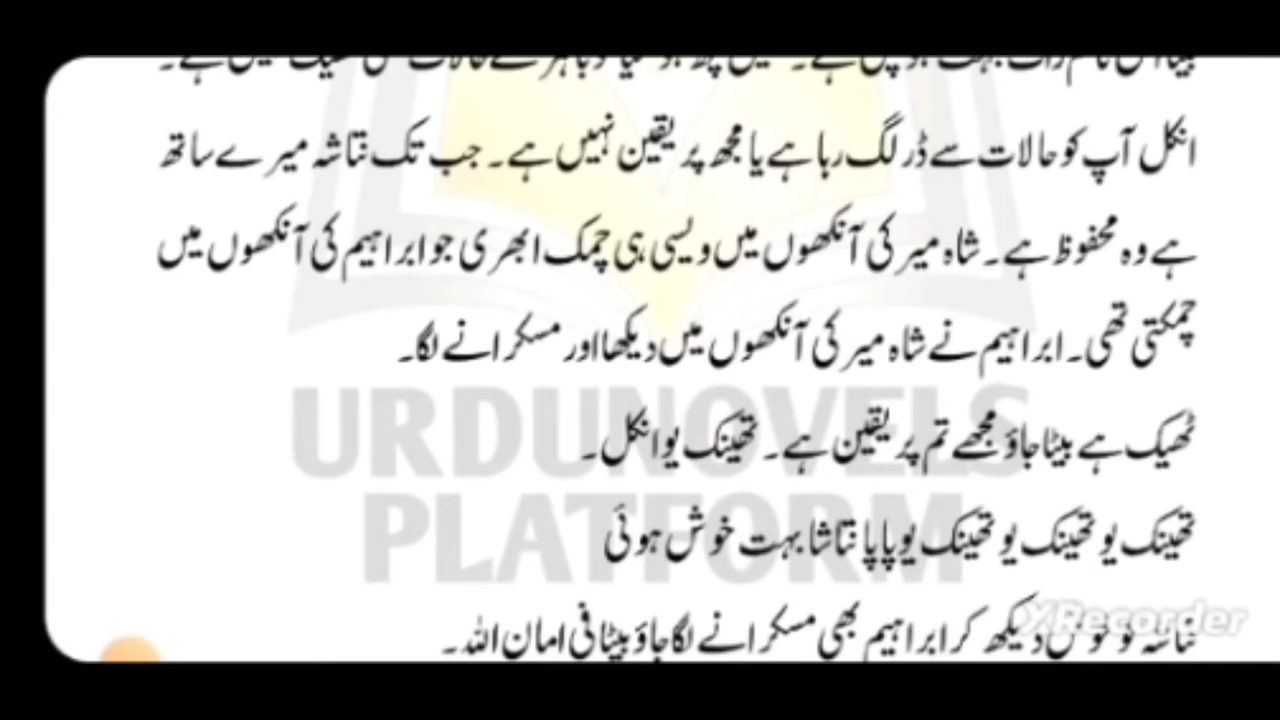 انکل آپ کو حالات سے ڈر لگ رہا ہے یا مجھ پر یقین نہیں ہے۔ جب تک نتاشہ میرے ساتھ
ہے وہ محفوظ ہے۔ شاہ میر کی آنکھوں میں ویسی ہی چمک ابھری جو ابراہیم کی آنکھوں میں
چمکتی تھی۔ ابراہیم نے شاہ میر کی آنکھوں میں دیکھا اور مسکرانے لگا۔
ٹھیک ہے بیٹا جاؤ مجھے تم پر یقین ہے۔ تھینک یو انکل۔
تھینک یو تھینک یو تھینک یو پاپا نتاشا بہت خوش ہوئی
نتاشہ کو خوش دیکھ کر ابراہیم بھی مسکرانے لگا جاؤ بیٹا فی امان اللہ۔
URDUNOVELS
PLATFORM
XRecorder